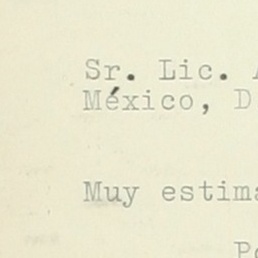 Sr. Lic.
México, D
Muy estima
P